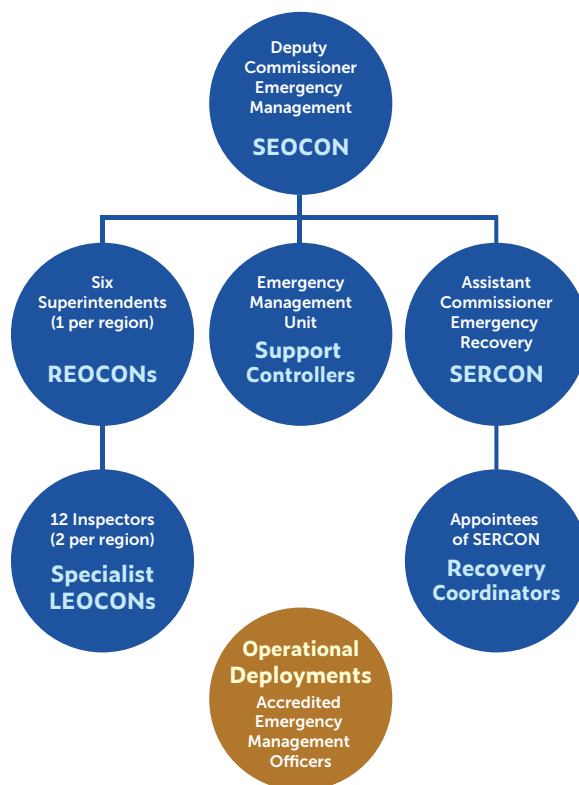 Deputy
Commissioner
Emergency
Management
SEOCON
Six
Superintendents
(1 per region)
REOCONs
Emergency
Management
Unit
Support
Controllers
Assistant
Commissioner
Emergency
Recovery
SERCON
12 Inspectors
(2 per region)
Specialist
LEOCONs
Appointees
of SERCON
Recovery
Coordinators
Operational
Deployments
Accredited
Emergency
Management
Officers